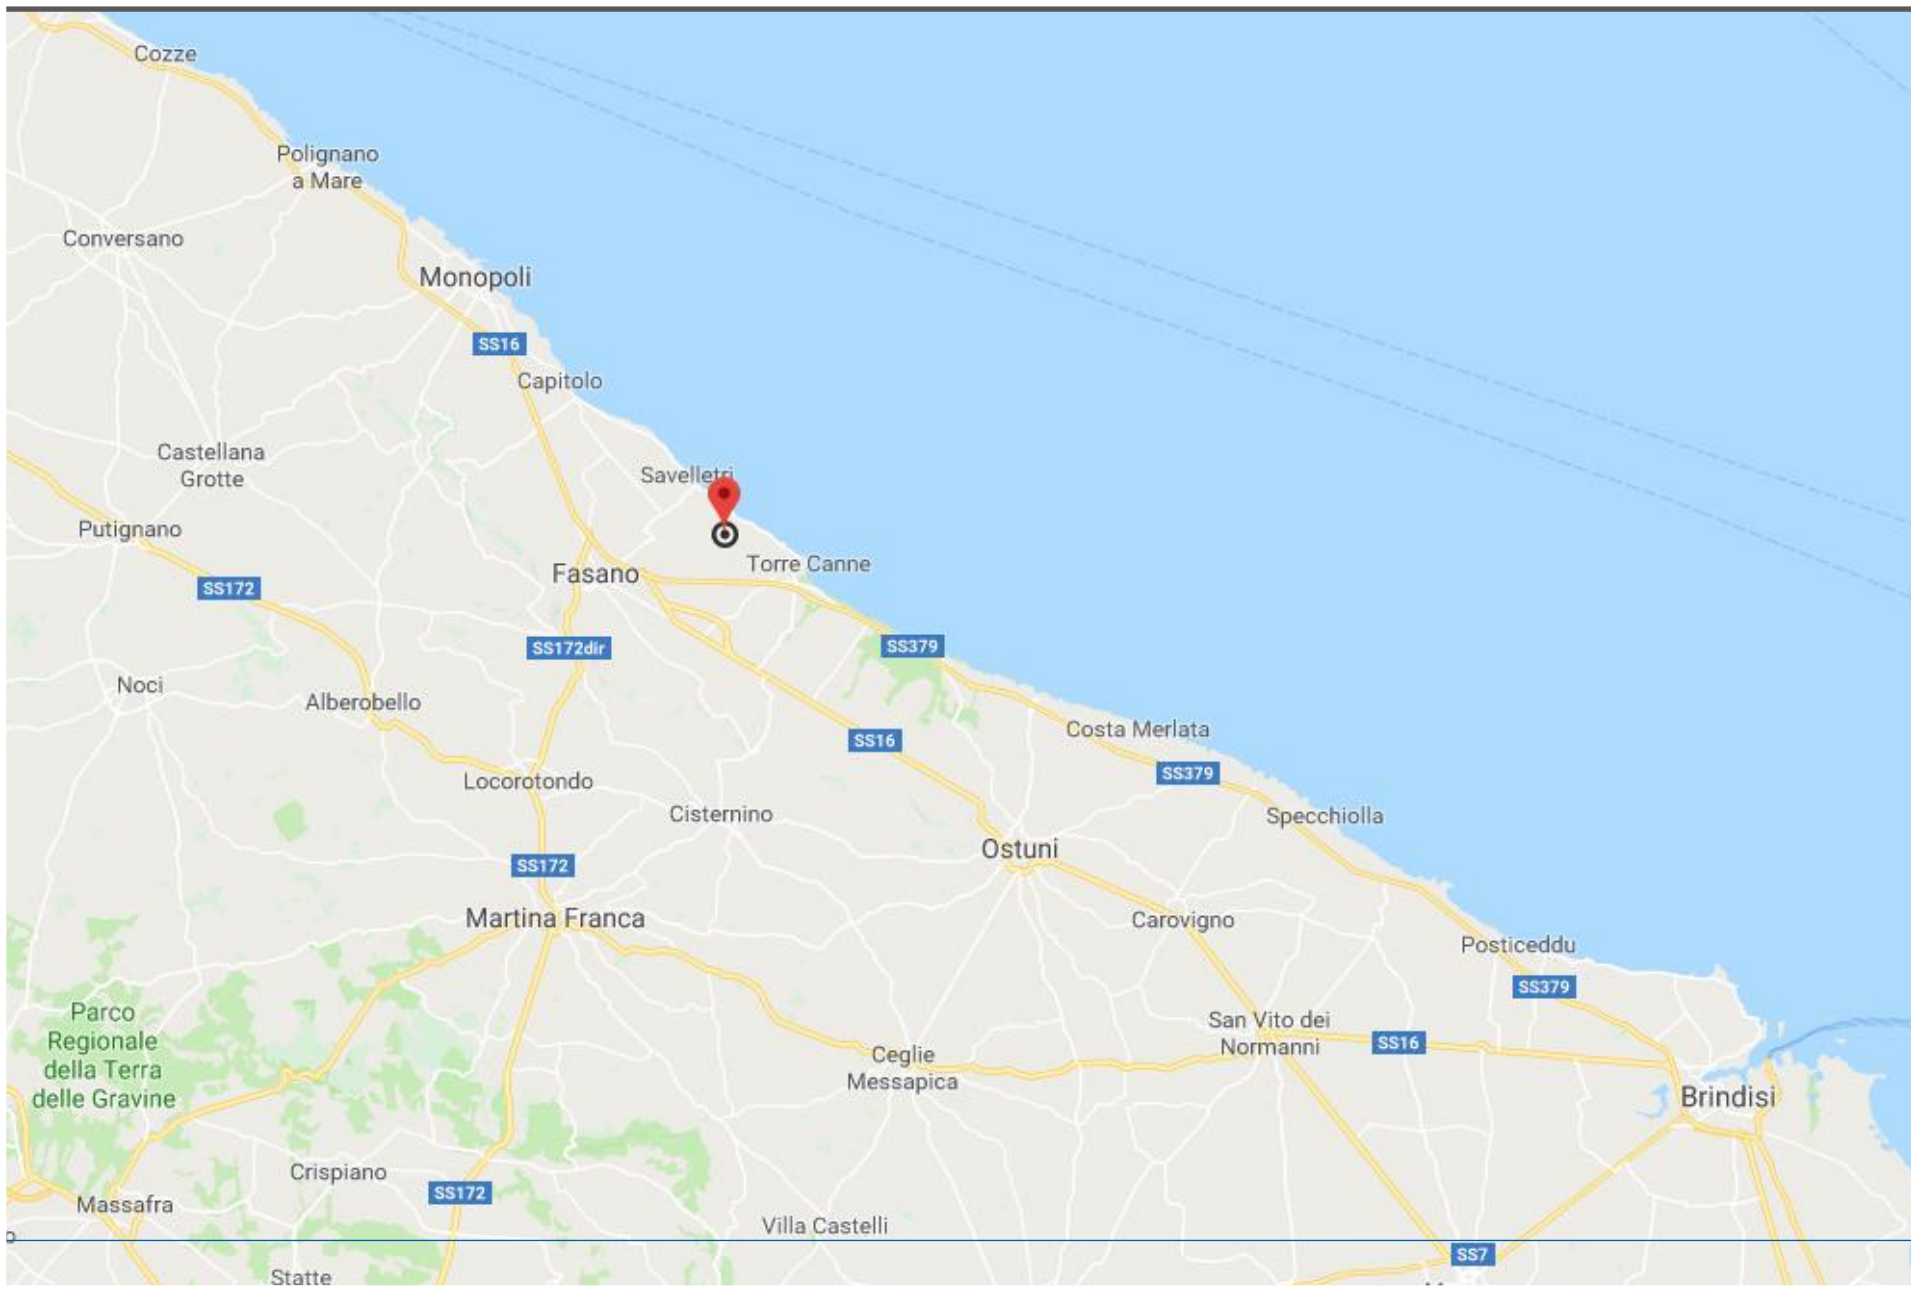 Cozze
Polignano
a Mare
Conversano
Monopoli
SS16
Capitolo
Castellana
Grotte
Savelletri
Putignano
Torre Canne
Fasano
SS172
SS172dir
SS379
Noci
Alberobello
Costa Merlata
SS16
SS379
Locorotondo
Cisternino
Specchiolla
Ostuni
SS172
Martina Franca
Carovigno
Posticeddu
SS379
Parco
Regionale
della Terra
delle Gravine
San Vito dei
Normanni
SS16
Ceglie
Messapica
Brindisi
Crispiano
SS172
Massafra
Villa Castelli
o
SS7
Statte